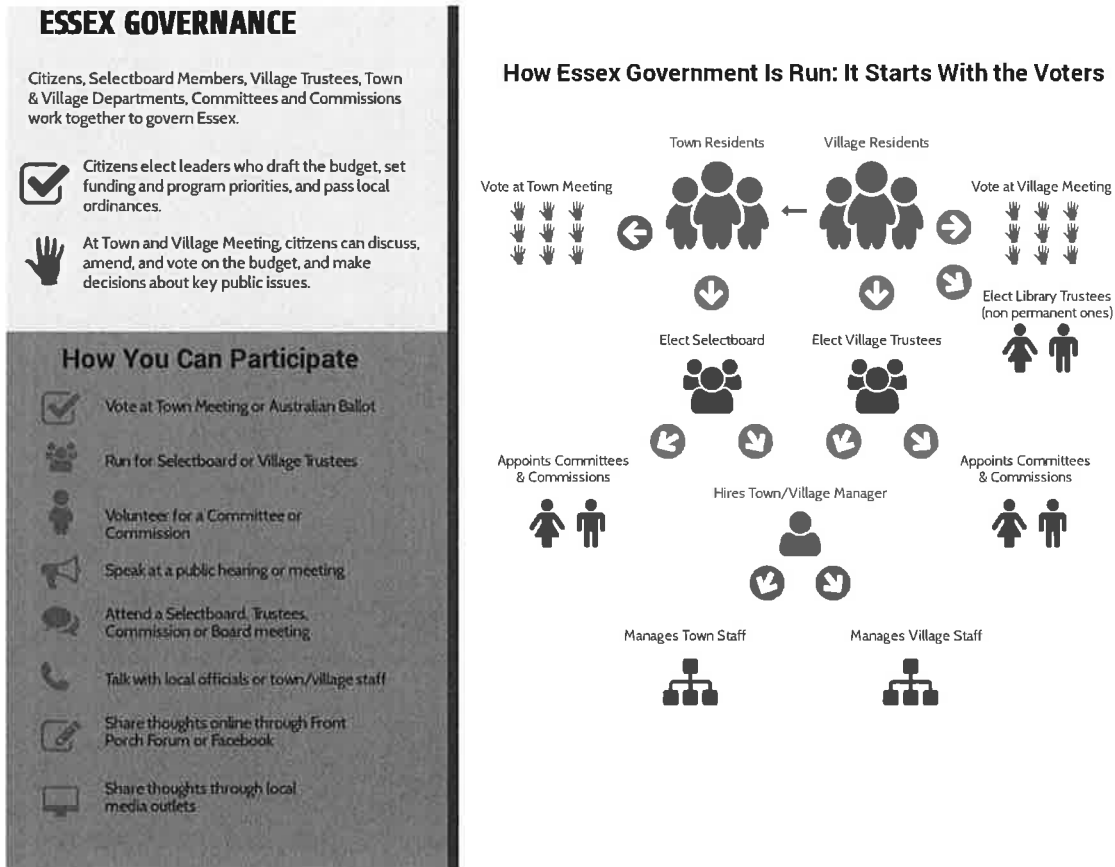 ESSEX GOVERNANCE
Citizens, Selectboard Members, Village Trustees, Town
& Village Departments, Committees and Commissions
work together to govern Essex.
Citizens elect leaders who draft the budget, set
funding and program priorities, and pass local
ordinances.
At Town and Village Meeting, citizens can discuss,
amend, and vote on the budget, and make
decisions about key public issues.
How You Can Participate
Vote at Town Meeting or Australian Ballot
Run for Selectboard or Village Trustees
Volunteer for a Committee or
Commission
Speak at a public hearing or meeting
Attend a Selectboard, Trustees,
Commission or Board meeting
Talk with local officials or town/village staff
Share thoughts online through Front
Porch Forum or Facebook
Share thoughts through local
media outlets
How Essex Government Is Run: It Starts With the Voters
Town Residents
Village Residents
Vote at Town Meeting
Vote at Village Meeting
Elect Library Trustees
(non permanent ones)
Elect Selectboard
Elect Village Trustees
Appoints Committees
& Commissions
Appoints Committees
& Commissions
Hires Town/Village Manager
Manages Town Staff
Manages Village Staff